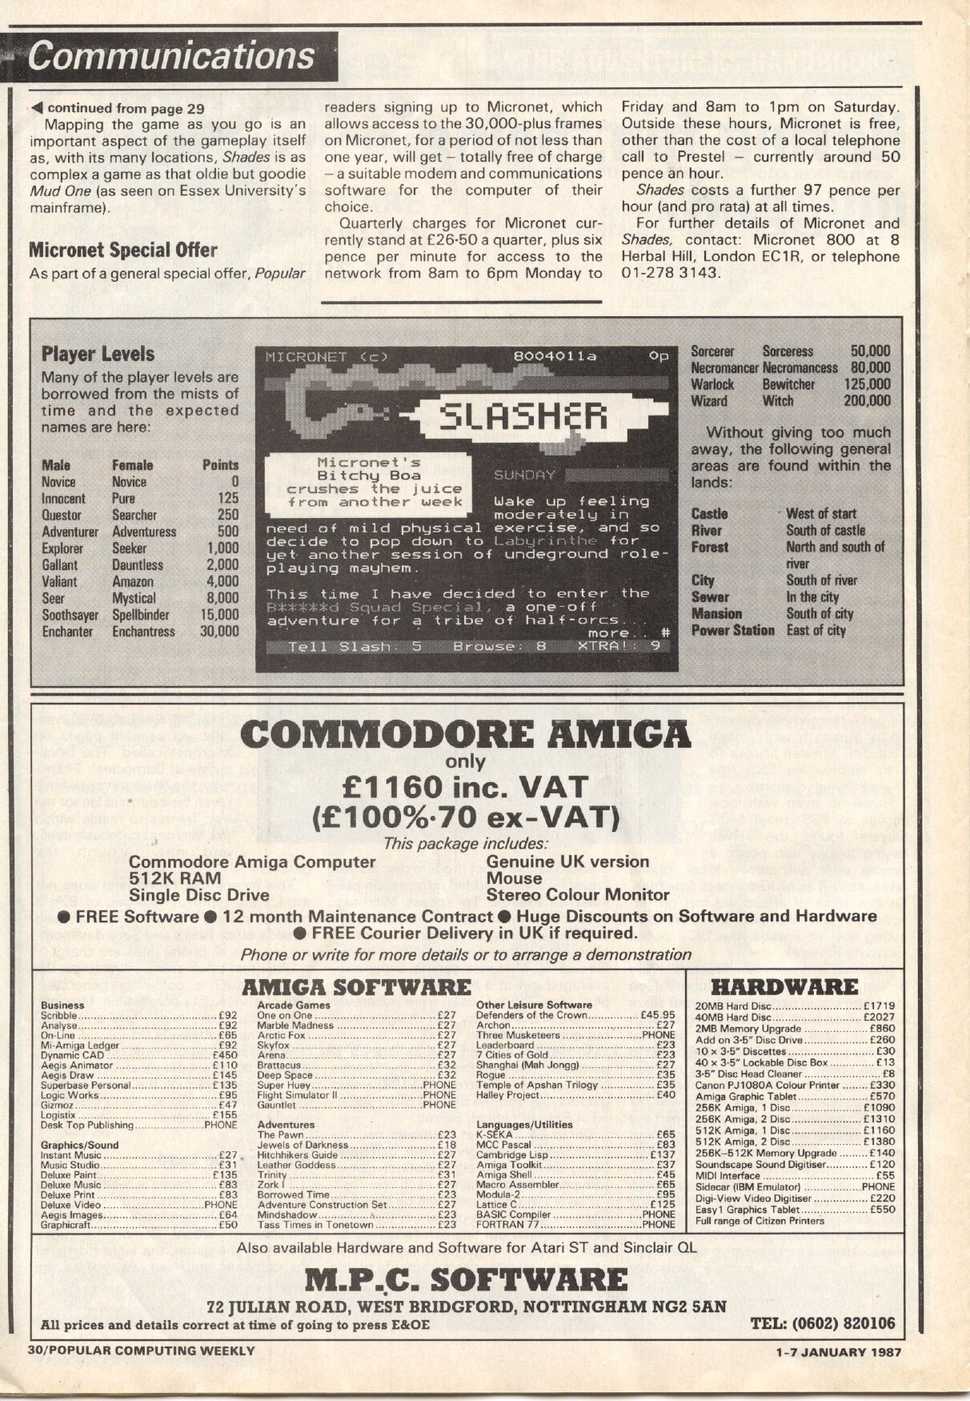 Communications
◀ continued from page 29
Mapping the game as you go is an
important aspect of the gameplay itself
as, with its many locations, Shades is as
complex a game as that oldie but goodie
Mud One (as seen on Essex University's
mainframe).
Micronet Special Offer
As part of a general special offer, Popular
readers signing up to Micronet, which
allows access to the 30,000-plus frames
on Micronet, for a period of not less than
one year, will get – totally free of charge
– a suitable modem and communications
software for the computer of their
choice.
Quarterly charges for Micronet cur-
rently stand at £26·50 a quarter, plus six
pence per minute for access to the
network from 8am to 6pm Monday to
Friday and 8am to 1pm on Saturday.
Outside these hours, Micronet is free,
other than the cost of a local telephone
call to Prestel – currently around 50
pence an hour.
Shades costs a further 97 pence per
hour (and pro rata) at all times.
For further details of Micronet and
Shades, contact: Micronet 800 at 8
Herbal Hill, London EC1R, or telephone
01-278 3143.
Player Levels
Many of the player levels are
borrowed from the mists of
time and the expected
names are here:
Male Female Points
Novice Novice 0
Innocent Pure 125
Questor Searcher 250
Adventurer Adventuress 500
Explorer Seeker 1,000
Gallant Dauntless 2,000
Valiant Amazon 4,000
Seer Mystical 8,000
Soothsayer Spellbinder 15,000
Enchanter Enchantress 30,000
MICRONET (c) 8004011a 0p
SLASHER
Micronet's
Bitchy Boa
crushes the juice
from another week
SUNDAY
Wake up feeling
moderately in
need of mild physical exercise, and so
decide to pop down to Labyrinthe for
yet another session of undeground role-
playing mayhem.
This time I have decided to enter the
B*****d Squad Special, a one-off
adventure for a tribe of half-orcs...
more.. #
Tell Slash: 5 Browse: 8 XTRA!: 9
Sorcerer Sorceress 50,000
Necromancer Necromancess 80,000
Warlock Bewitcher 125,000
Wizard Witch 200,000
Without giving too much
away, the following general
areas are found within the
lands:
Castle West of start
River South of castle
Forest North and south of
river
City South of river
Sewer In the city
Mansion South of city
Power Station East of city
COMMODORE AMIGA
only
£1160 inc. VAT
(£100%·70 ex-VAT)
This package includes:
Commodore Amiga Computer Genuine UK version
512K RAM Mouse
Single Disc Drive Stereo Colour Monitor
● FREE Software ● 12 month Maintenance Contract ● Huge Discounts on Software and Hardware
● FREE Courier Delivery in UK if required.
Phone or write for more details or to arrange a demonstration
AMIGA SOFTWARE
Business
Scribble £92
Analyse £92
On-Line £65
Mi-Amiga Ledger £92
Dynamic CAD £450
Aegis Animator £110
Aegis Draw £145
Superbase Personal £135
Logic Works £95
Gizmoz £47
Logistix £155
Desk Top Publishing PHONE
Graphics/Sound
Instant Music £27
Music Studio £31
Deluxe Paint £135
Deluxe Music £83
Deluxe Print £83
Deluxe Video PHONE
Aegis Images £64
Graphicraft £50
Arcade Games
One on One £27
Marble Madness £27
Arctic Fox £27
Skyfox £27
Arena £27
Brattacus £32
Deep Space £32
Super Huey PHONE
Flight Simulator II PHONE
Gauntlet PHONE
Adventures
The Pawn £23
Jewels of Darkness £18
Hitchhikers Guide £27
Leather Goddess £27
Trinity £31
Zork I £27
Borrowed Time £23
Adventure Construction Set £27
Mindshadow £23
Tass Times in Tonetown £23
Other Leisure Software
Defenders of the Crown £45.95
Archon £27
Three Musketeers PHONE
Leaderboard £23
7 Cities of Gold £23
Shanghai (Mah Jongg) £27
Rogue £35
Temple of Apshan Trilogy £35
Halley Project £40
Languages/Utilities
K-SEKA £65
MCC Pascal £83
Cambridge Lisp £137
Amiga Toolkit £37
Amiga Shell £45
Macro Assembler £65
Modula-2 £95
Lattice C £125
BASIC Compiler PHONE
FORTRAN 77 PHONE
HARDWARE
20MB Hard Disc £1719
40MB Hard Disc £2027
2MB Memory Upgrade £860
Add on 3·5" Disc Drive £260
10 × 3·5" Discettes £30
40 × 3·5" Lockable Disc Box £13
3·5" Disc Head Cleaner £8
Canon PJ1080A Colour Printer £330
Amiga Graphic Tablet £570
256K Amiga, 1 Disc £1090
256K Amiga, 2 Disc £1310
512K Amiga, 1 Disc £1160
512K Amiga, 2 Disc £1380
256K–512K Memory Upgrade £140
Soundscape Sound Digitiser £120
MIDI Interface £55
Sidecar (IBM Emulator) PHONE
Digi-View Video Digitiser £220
Easy1 Graphics Tablet £550
Full range of Citizen Printers
Also available Hardware and Software for Atari ST and Sinclair QL
M.P.C. SOFTWARE
72 JULIAN ROAD, WEST BRIDGFORD, NOTTINGHAM NG2 5AN
All prices and details correct at time of going to press E&OE TEL: (0602) 820106
30/POPULAR COMPUTING WEEKLY 1-7 JANUARY 1987